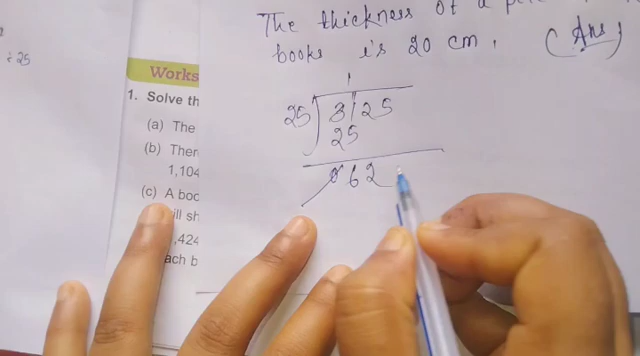 The thickness of a
books is 20 cm. (Ans)
25
Works
1. Solve th
(a) The
(b) Ther
1,104
(c) A boo
ill sh
,424
ach b
1
25 3125
25
062